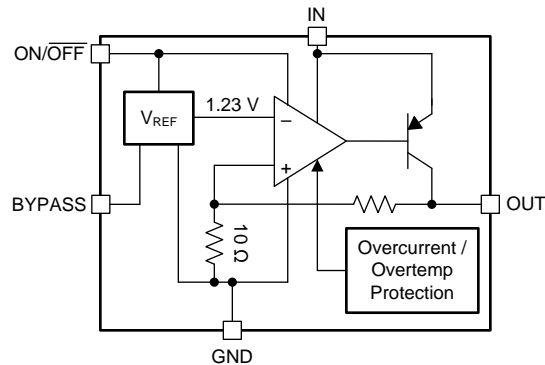 IN
ON/OFF
1.23 V
VREF
−
+
BYPASS
OUT
10 Ω
Overcurrent /
Overtemp
Protection
GND